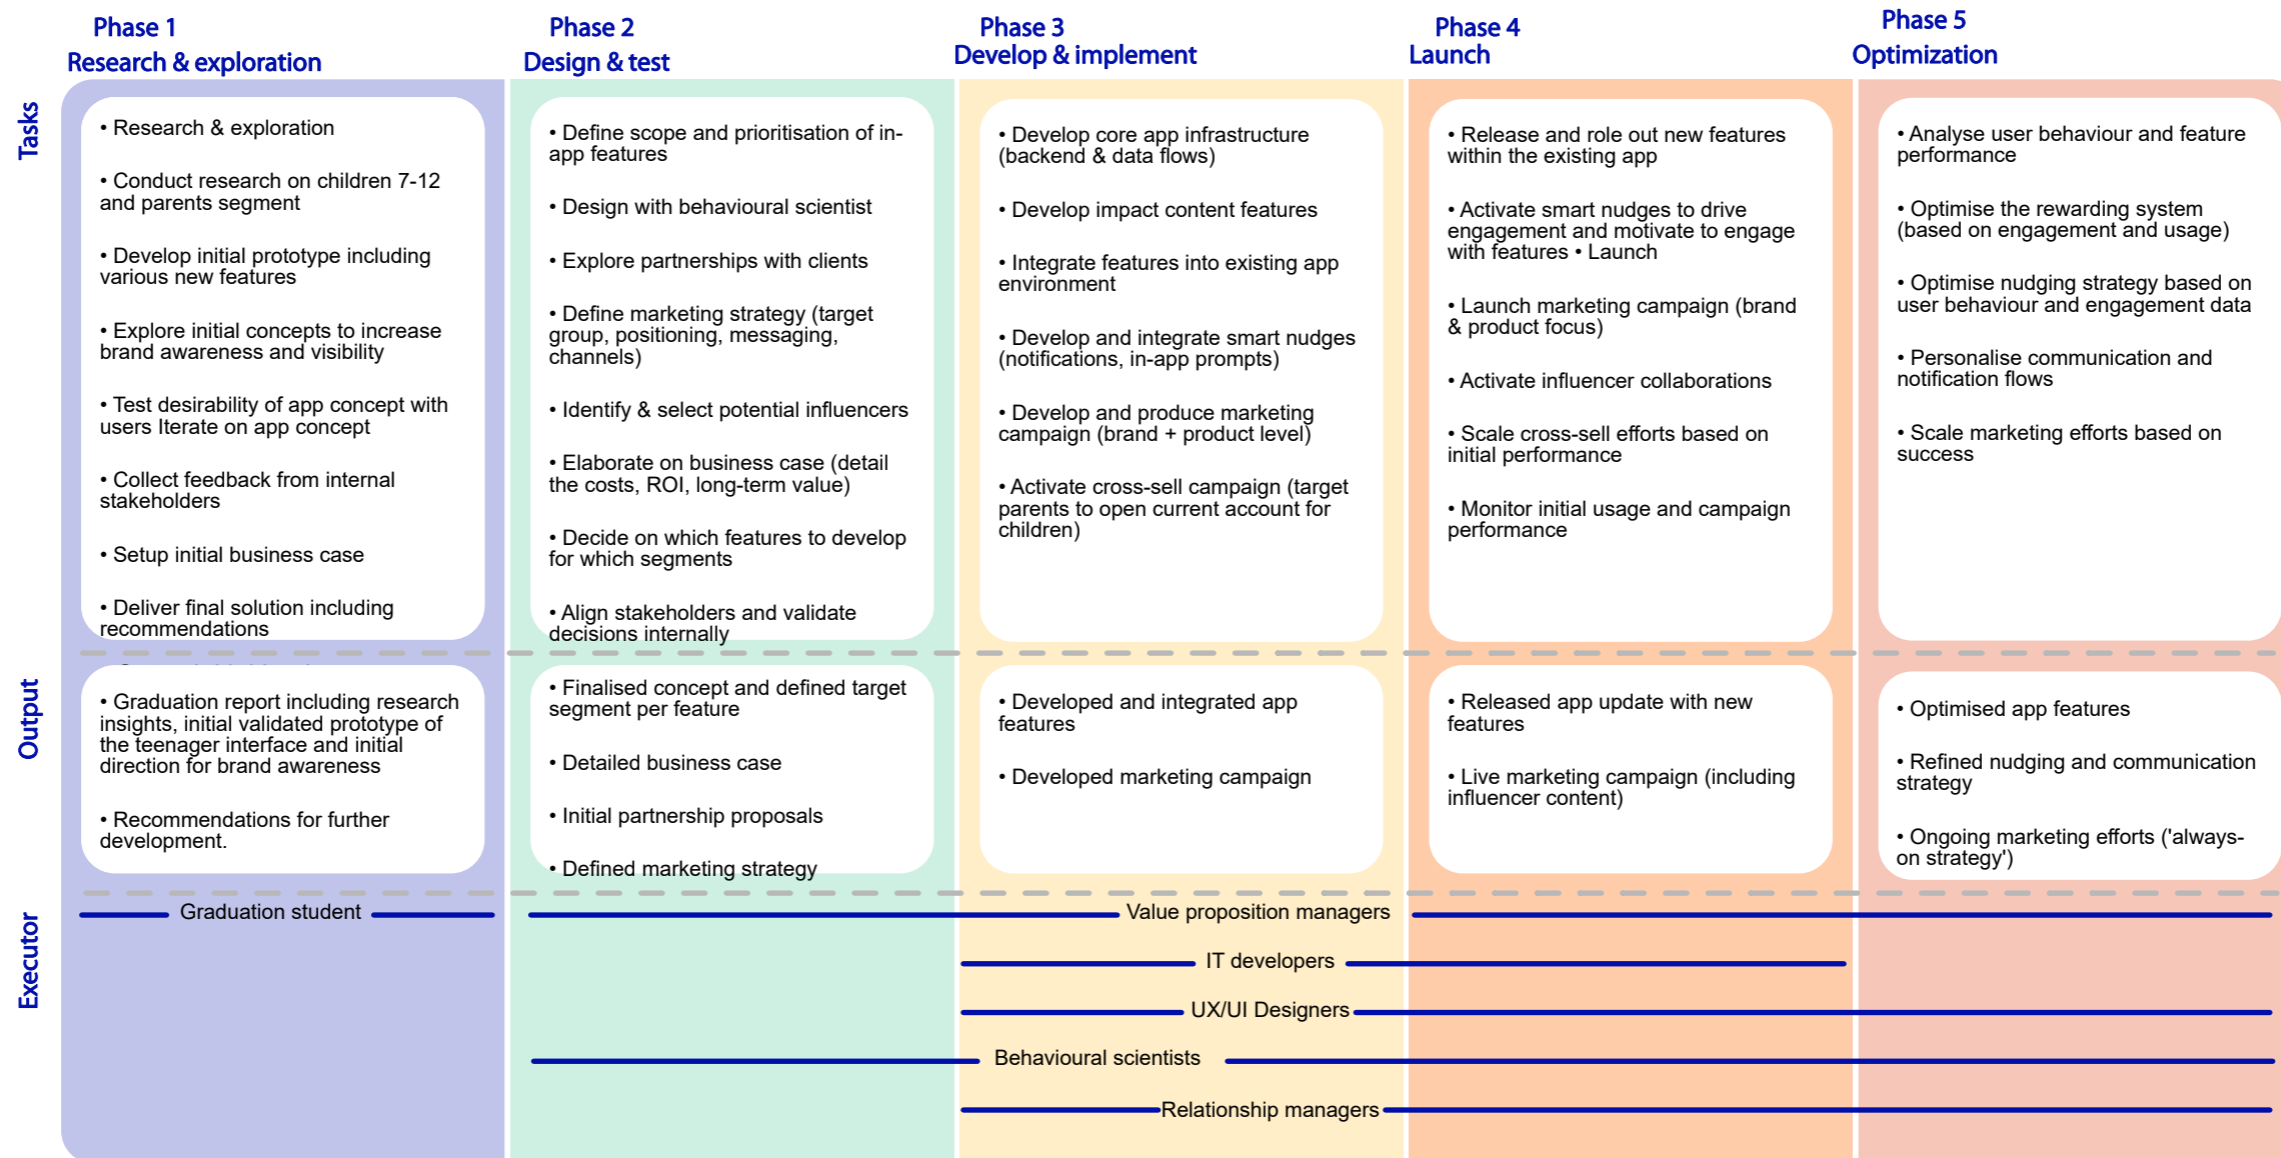 Phase 1
Research & exploration
Phase 2
Design & test
Phase 3
Develop & implement
Phase 4
Launch
Phase 5
Optimization
Tasks
• Research & exploration
• Conduct research on children 7-12
and parents segment
• Develop initial prototype including
various new features
• Explore initial concepts to increase
brand awareness and visibility
• Test desirability of app concept with
users Iterate on app concept
• Collect feedback from internal
stakeholders
• Setup initial business case
• Deliver final solution including
recommendations
• Define scope and prioritisation of in-
app features
• Design with behavioural scientist
• Explore partnerships with clients
• Define marketing strategy (target
group, positioning, messaging,
channels)
• Identify & select potential influencers
• Elaborate on business case (detail
the costs, ROI, long-term value)
• Decide on which features to develop
for which segments
• Align stakeholders and validate
decisions internally
• Develop core app infrastructure
(backend & data flows)
• Develop impact content features
• Integrate features into existing app
environment
• Develop and integrate smart nudges
(notifications, in-app prompts)
• Develop and produce marketing
campaign (brand + product level)
• Activate cross-sell campaign (target
parents to open current account for
children)
• Release and role out new features
within the existing app
• Activate smart nudges to drive
engagement and motivate to engage
with features • Launch
• Launch marketing campaign (brand
& product focus)
• Activate influencer collaborations
• Scale cross-sell efforts based on
initial performance
• Monitor initial usage and campaign
performance
• Analyse user behaviour and feature
performance
• Optimise the rewarding system
(based on engagement and usage)
• Optimise nudging strategy based on
user behaviour and engagement data
• Personalise communication and
notification flows
• Scale marketing efforts based on
success
Output
• Graduation report including research
insights, initial validated prototype of
the teenager interface and initial
direction for brand awareness
• Recommendations for further
development.
• Finalised concept and defined target
segment per feature
• Detailed business case
• Initial partnership proposals
• Defined marketing strategy
• Developed and integrated app
features
• Developed marketing campaign
• Released app update with new
features
• Live marketing campaign (including
influencer content)
• Optimised app features
• Refined nudging and communication
strategy
• Ongoing marketing efforts ('always-
on strategy')
Executor
Graduation student
Value proposition managers
IT developers
UX/UI Designers
Behavioural scientists
Relationship managers